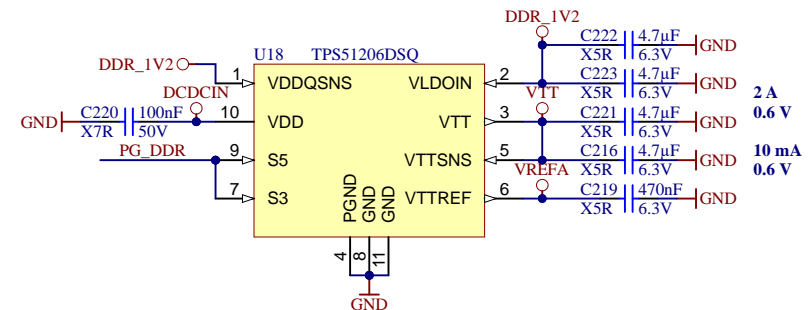 DDR_1V2
U18 TPS51206DSQ
C222 4.7µF
X5R 6.3V
GND
DDR_1V2
1 VDDQSNS
VLDOIN 2
C223 4.7µF
X5R 6.3V
GND
2 A
0.6 V
DCDCIN
VTT
C220 100nF
X7R 50V
GND
10 VDD
VTT 3
C221 4.7µF
X5R 6.3V
GND
PG_DDR
9 S5
VTTSNS 5
C216 4.7µF
X5R 6.3V
GND
10 mA
0.6 V
VREFA
7 S3
VTTREF 6
C219 470nF
X5R 6.3V
GND
PGND
GND
GND
4
8
11
GND